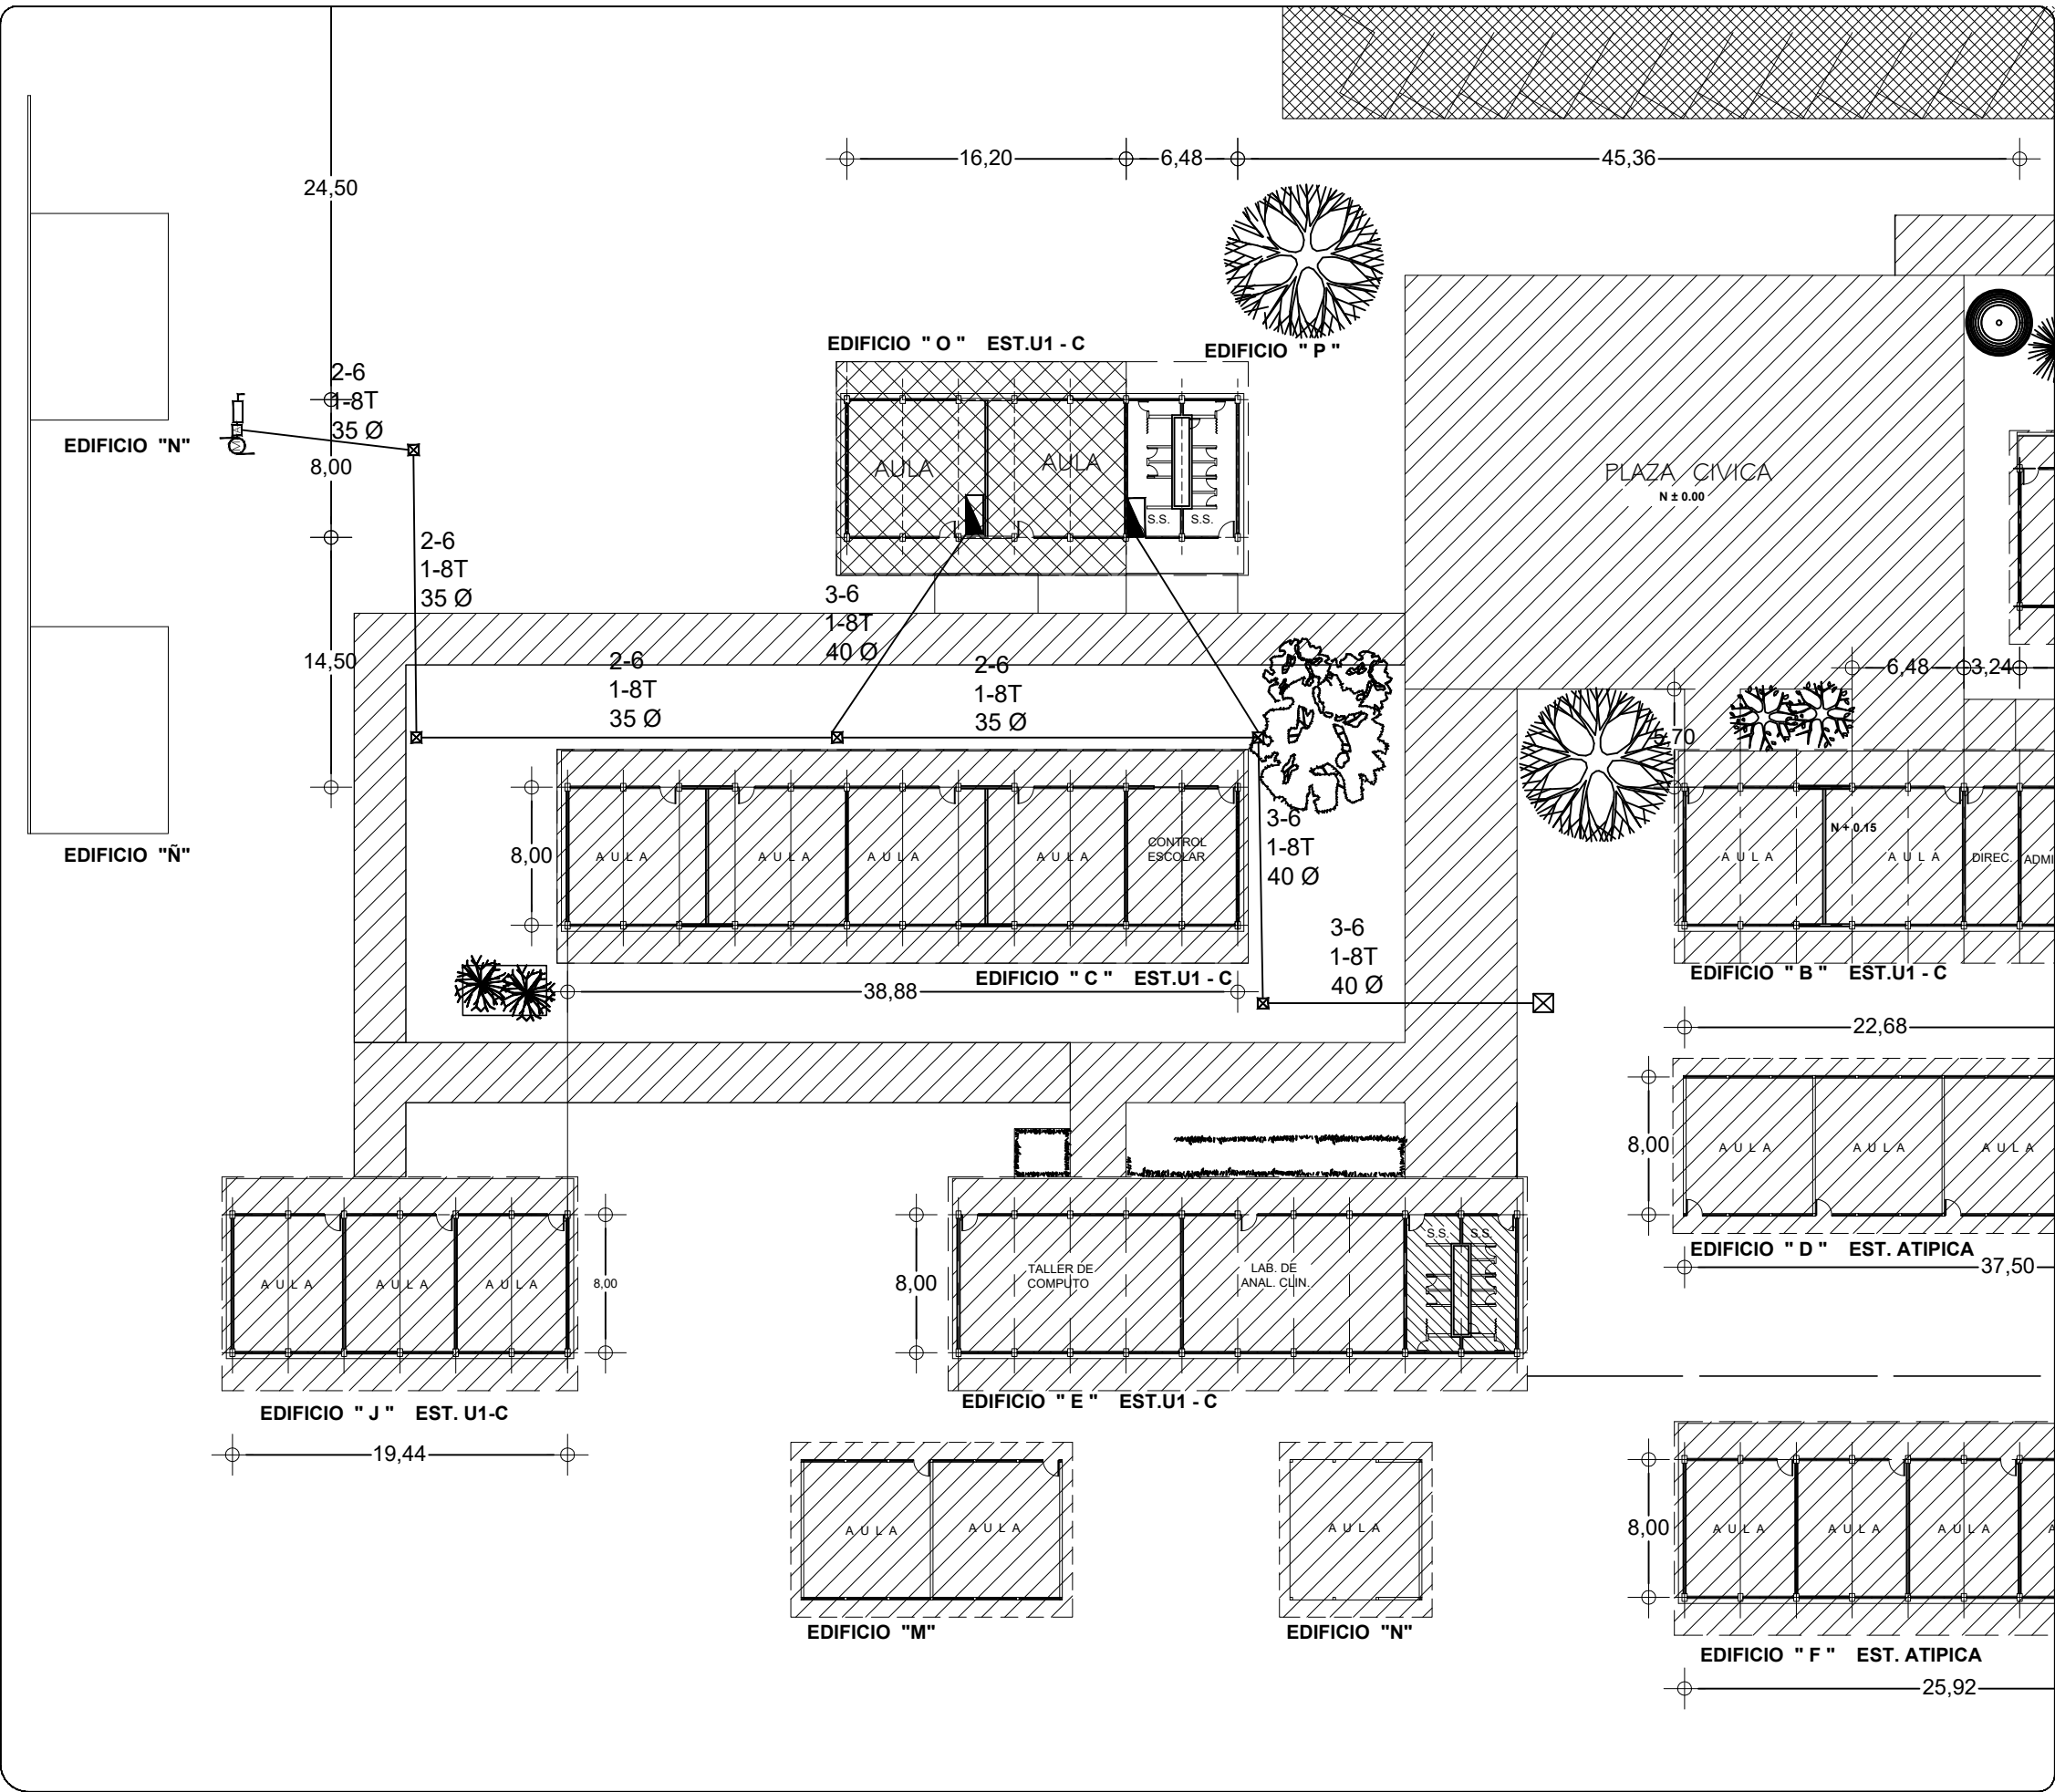 16,20
6,48
45,36
24,50
EDIFICIO " O " EST.U1 - C
EDIFICIO " P "
2-6
1-8T
35 Ø
EDIFICIO "N"
8,00
AULA
AULA
S.S.
S.S.
PLAZA CIVICA
N ± 0.00
2-6
1-8T
35 Ø
3-6
1-8T
40 Ø
14,50
2-6
1-8T
35 Ø
2-6
1-8T
35 Ø
6,48
3,24
5,70
EDIFICIO "Ñ"
8,00
A U L A
A U L A
A U L A
A U L A
CONTROL
ESCOLAR
3-6
1-8T
40 Ø
N + 0.15
A U L A
A U L A
DIREC.
ADMI
3-6
1-8T
40 Ø
EDIFICIO " C " EST.U1 - C
38,88
EDIFICIO " B " EST.U1 - C
22,68
8,00
A U L A
A U L A
A U L A
EDIFICIO " D " EST. ATIPICA
37,50
A U L A
A U L A
A U L A
8,00
8,00
TALLER DE
COMPUTO
LAB. DE
ANAL. CLIN.
S.S.
S.S.
EDIFICIO " J " EST. U1-C
19,44
EDIFICIO " E " EST.U1 - C
A U L A
A U L A
EDIFICIO "M"
A U L A
EDIFICIO "N"
8,00
A U L A
A U L A
A U L A
A
EDIFICIO " F " EST. ATIPICA
25,92